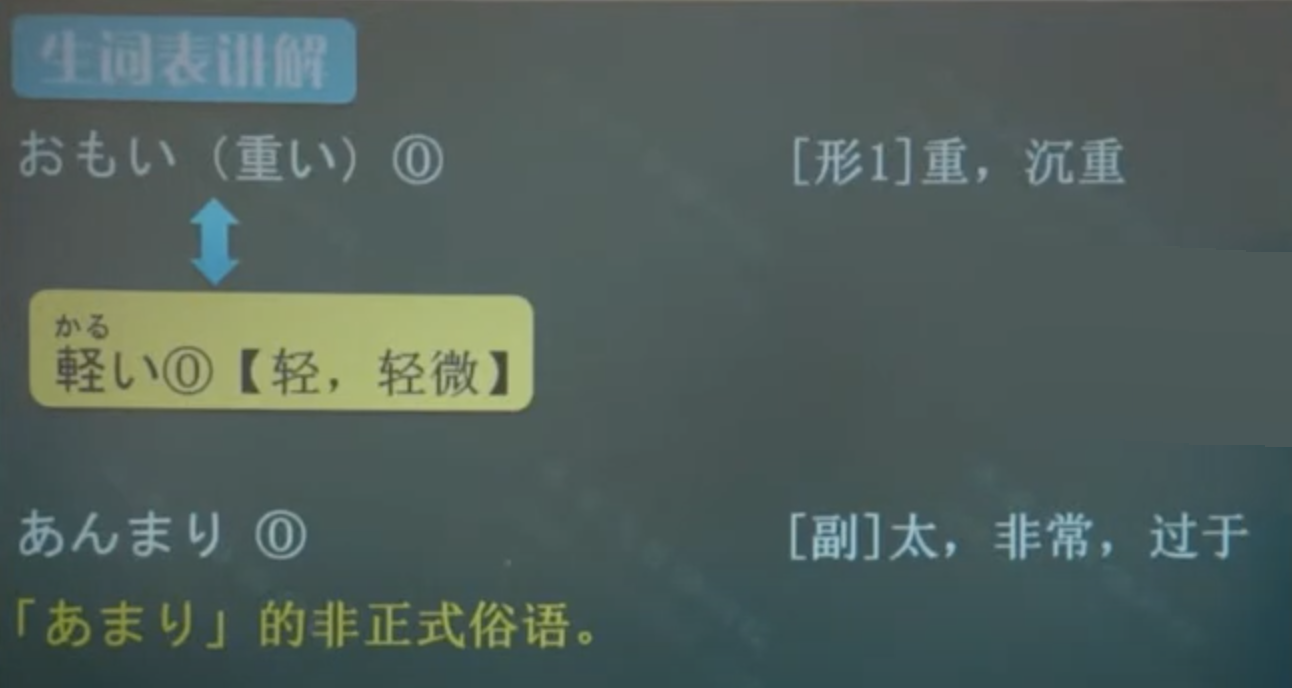 生词表讲解
おもい（重い）⓪ [形1]重，沉重
かる
軽い⓪【轻，轻微】
あんまり ⓪ [副]太，非常，过于
「あまり」的非正式俗语。